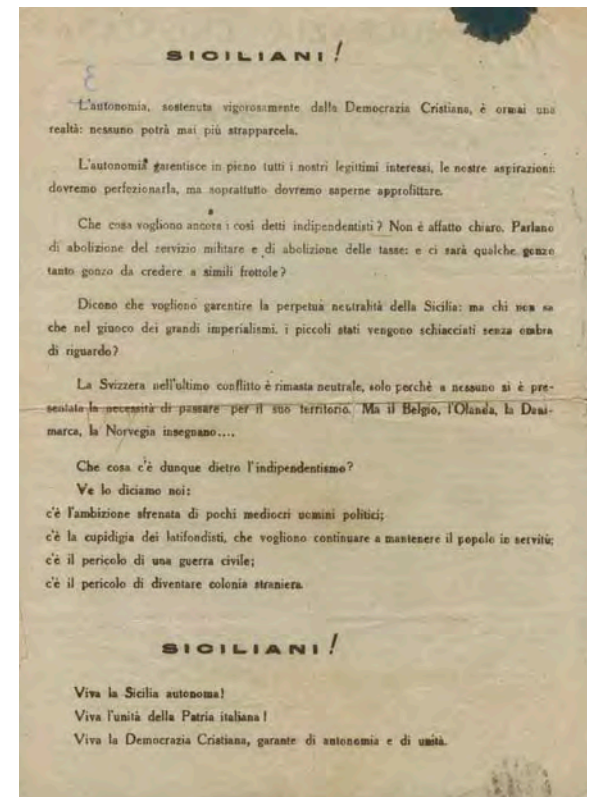 SICILIANI!
3
L'autonomia, sostenuta vigorosamente dalla Democrazia Cristiana, è ormai una
realtà: nessuno potrà mai più strapparcela.
L'autonomia garentisce in pieno tutti i nostri legittimi interessi, le nostre aspirazioni:
dovremo perfezionarla, ma soprattutto dovremo saperne approfittare.
Che cosa vogliono ancora i così detti indipendentisti? Non è affatto chiaro. Parlano
di abolizione del servizio militare e di abolizione delle tasse: e ci sarà qualche gonzo
tanto gonzo da credere a simili frottole?
Dicono che vogliono garentire la perpetua neutralità della Sicilia: ma chi non sa
che nel giuoco dei grandi imperialismi, i piccoli stati vengono schiacciati senza ombra
di riguardo?
La Svizzera nell'ultimo conflitto è rimasta neutrale, solo perchè a nessuno si è pre-
sentata la necessità di passare per il suo territorio. Ma il Belgio, l'Olanda, la Dani-
marca, la Norvegia insegnano....
Che cosa c'è dunque dietro l'indipendentismo?
Ve lo diciamo noi:
c'è l'ambizione sfrenata di pochi mediocri uomini politici;
c'è la cupidigia dei latifondisti, che vogliono continuare a mantenere il popolo in servitù;
c'è il pericolo di una guerra civile;
c'è il pericolo di diventare colonia straniera.
SICILIANI!
Viva la Sicilia autonoma!
Viva l'unità della Patria italiana!
Viva la Democrazia Cristiana, garante di autonomia e di unità.